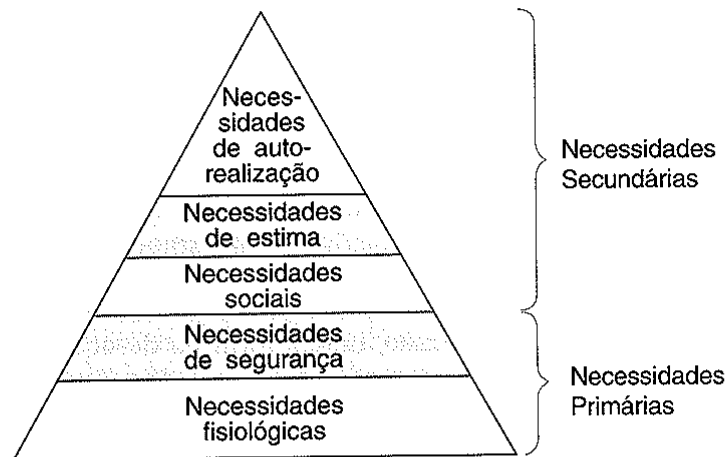 Neces-
sidades
de auto-
realização
Necessidades
de estima
Necessidades
sociais
Necessidades
de segurança
Necessidades
fisiológicas
Necessidades
Secundárias
Necessidades
Primárias